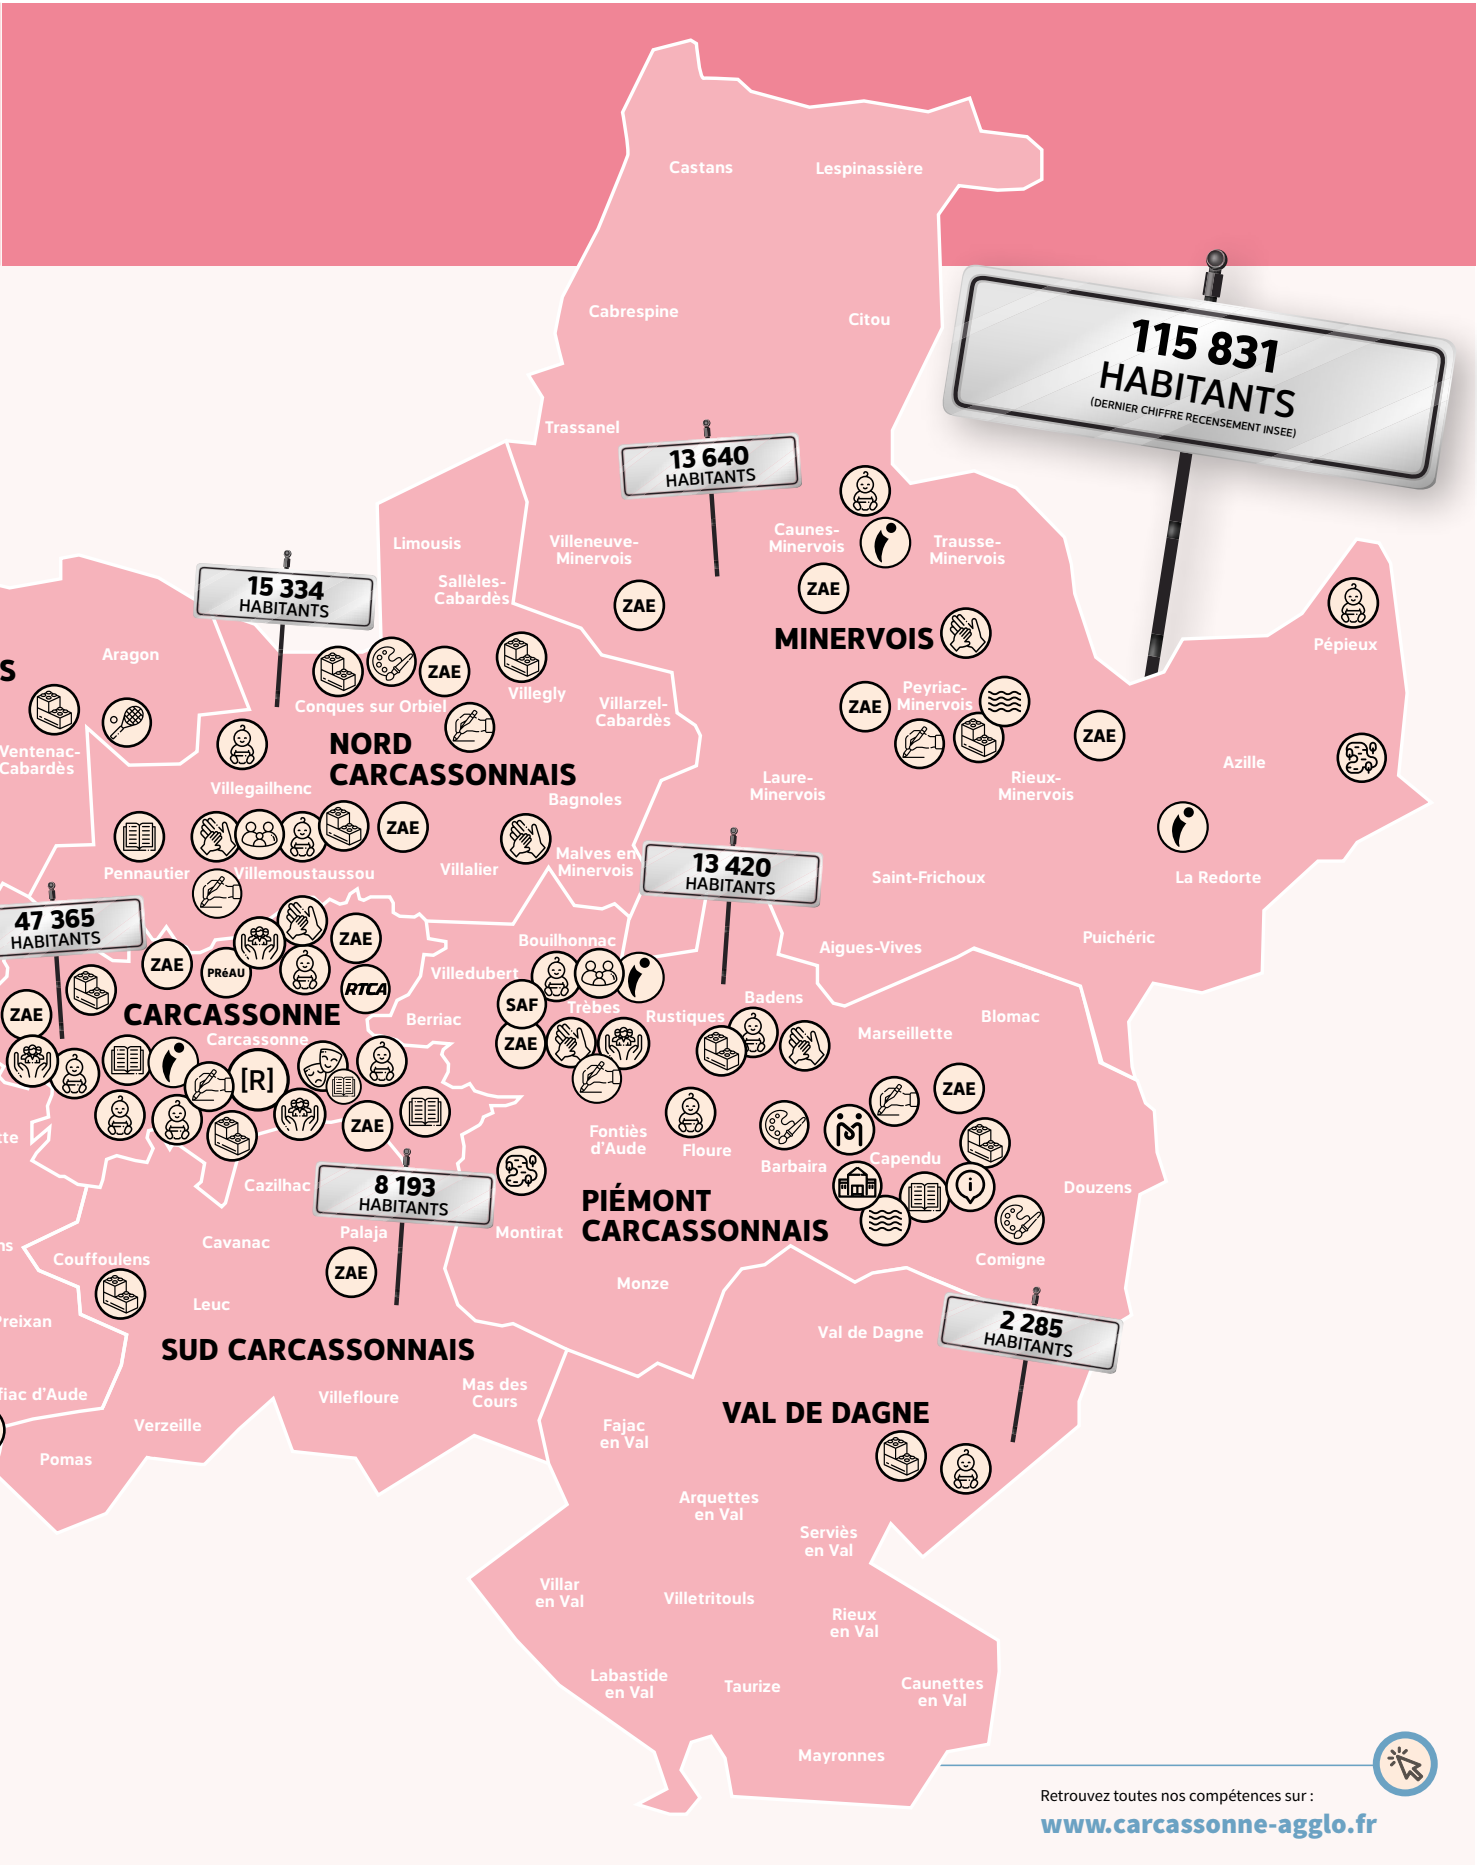 Castans
Lespinassière
Cabrespine
Citou
115 831
HABITANTS
(DERNIER CHIFFRE RECENSEMENT INSEE)
Trassanel
13 640
HABITANTS
Limousis
Villeneuve-
Minervois
Caunes-
Minervois
Trausse-
Minervois
Sallèles-
Cabardès
15 334
HABITANTS
ZAE
ZAE
MINERVOIS
Pépieux
S
Aragon
ZAE
Villegly
Conques sur Orbiel
Villarzel-
Cabardès
ZAE
Peyriac-
Minervois
ZAE
Ventenac-
Cabardès
NORD
CARCASSONNAIS
Azille
Laure-
Minervois
Rieux-
Minervois
Villegailhenc
Bagnoles
ZAE
Pennautier
Villemoustaussou
Villalier
Malves en
Minervois
13 420
HABITANTS
Saint-Frichoux
La Redorte
47 365
HABITANTS
ZAE
ZAE
PRéAU
RTCA
Bouilhonnac
Aigues-Vives
Puichéric
Villedubert
ZAE
CARCASSONNE
Carcassonne
Berriac
SAF
Trèbes
Rustiques
Badens
Marseillette
Blomac
ZAE
[R]
ZAE
ZAE
tte
Fontiès
d'Aude
Floure
Barbaira
Capendu
Douzens
Cazilhac
8 193
HABITANTS
Palaja
Montirat
PIÉMONT
CARCASSONNAIS
ns
Couffoulens
Cavanac
ZAE
Comigne
Monze
Leuc
reixan
SUD CARCASSONNAIS
Val de Dagne
2 285
HABITANTS
fiac d'Aude
Villefloure
Mas des
Cours
VAL DE DAGNE
Verzeille
Fajac
en Val
Pomas
Arquettes
en Val
Serviès
en Val
Villar
en Val
Villetritouls
Rieux
en Val
Labastide
en Val
Taurize
Caunettes
en Val
Mayronnes
Retrouvez toutes nos compétences sur :
www.carcassonne-agglo.fr